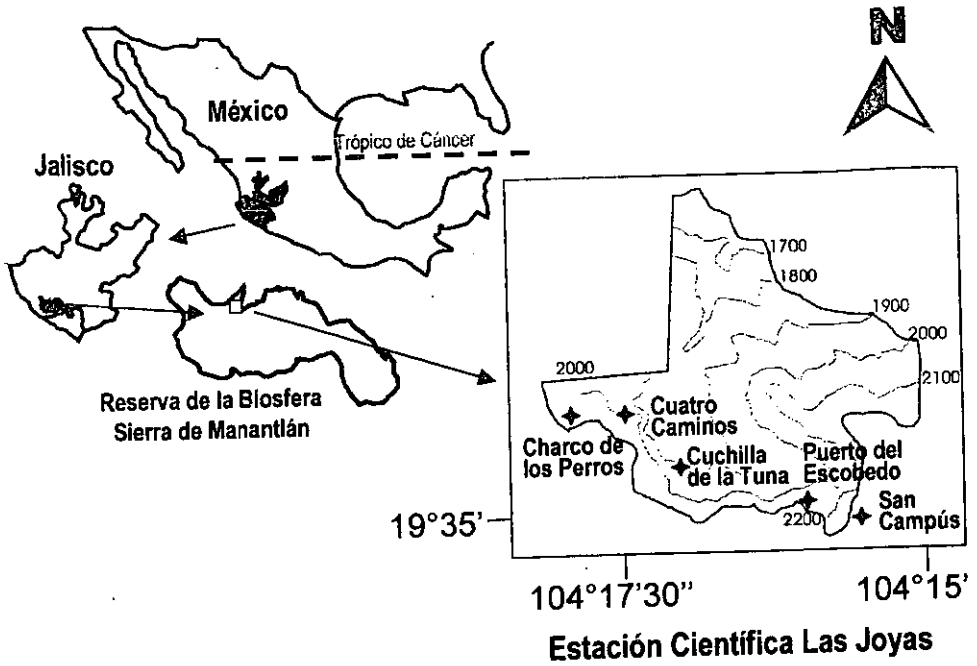 N
México
Trópico de Cáncer
Jalisco
Reserva de la Biosfera
Sierra de Manantlán
1700
1800
1900
2000
2100
2000
Cuatro
Caminos
Charco de
los Perros
Cuchilla
de la Tuna
Puerto del
Escobedo
2200
San
Campús
19°35'
104°17'30"
104°15'
Estación Científica Las Joyas